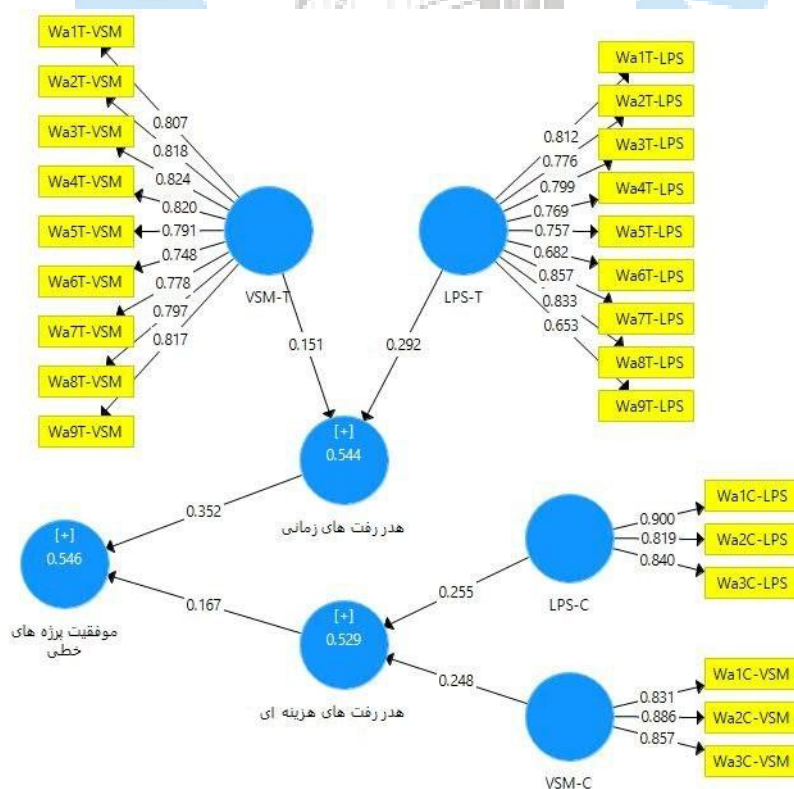 Wa1T-VSM
Wa2T-VSM
Wa3T-VSM
Wa4T-VSM
Wa5T-VSM
Wa6T-VSM
Wa7T-VSM
Wa8T-VSM
Wa9T-VSM
0.807
0.818
0.824
0.820
0.791
0.748
0.778
0.797
0.817
VSM-T
Wa1T-LPS
Wa2T-LPS
Wa3T-LPS
Wa4T-LPS
Wa5T-LPS
Wa6T-LPS
Wa7T-LPS
Wa8T-LPS
Wa9T-LPS
0.812
0.776
0.799
0.769
0.757
0.682
0.857
0.833
0.653
LPS-T
0.151
0.292
[+]
0.544
هدررفت های زمانی
0.352
[+]
0.546
موفقیت پرژه های
خطی
0.167
[+]
0.529
هدررفت های هزینه ای
0.255
0.248
LPS-C
0.900
0.819
0.840
Wa1C-LPS
Wa2C-LPS
Wa3C-LPS
VSM-C
0.831
0.886
0.857
Wa1C-VSM
Wa2C-VSM
Wa3C-VSM